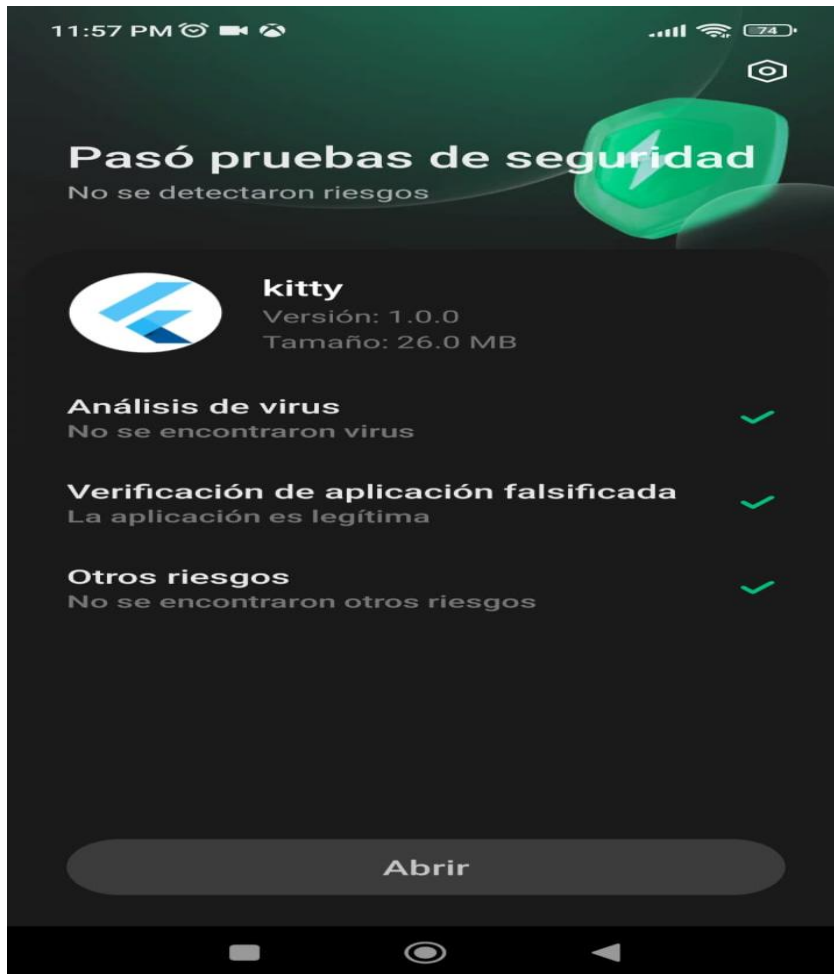 11:57 PM
74
Pasó pruebas de seguridad
No se detectaron riesgos
kitty
Versión: 1.0.0
Tamaño: 26.0 MB
Análisis de virus
No se encontraron virus
Verificación de aplicación falsificada
La aplicación es legítima
Otros riesgos
No se encontraron otros riesgos
Abrir